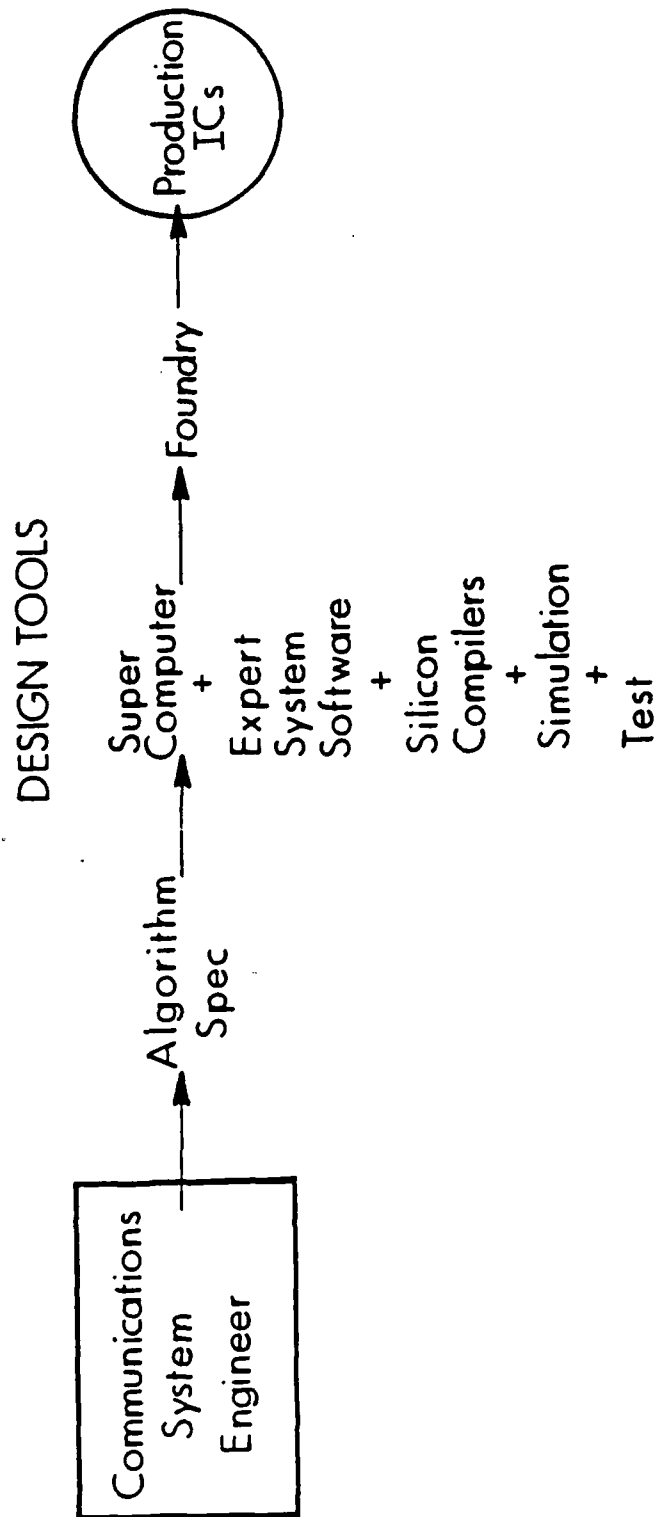 DESIGN TOOLS
Communications
System
Engineer
Algorithm
Spec
Super
Computer
+
Expert
System
Software
+
Silicon
Compilers
+
Simulation
+
Test
Foundry
Production
ICs